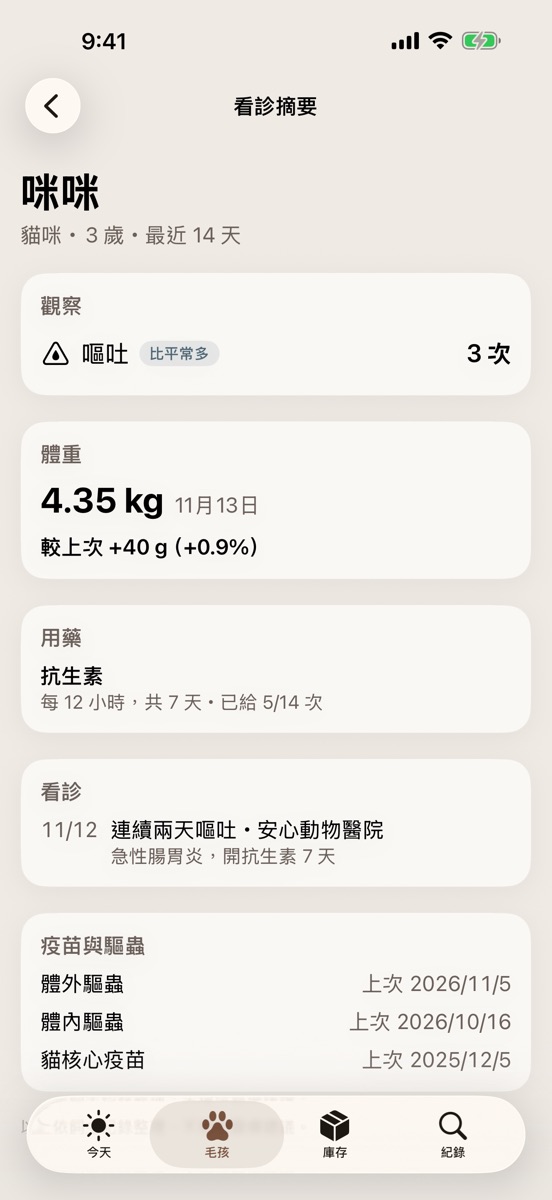 9:41
看診摘要
咪咪
貓咪・3 歲・最近 14 天
觀察
嘔吐 比平常多 3 次
體重
4.35 kg 11月13日
較上次 +40 g (+0.9%)
用藥
抗生素
每 12 小時，共 7 天・已給 5/14 次
看診
11/12 連續兩天嘔吐・安心動物醫院
急性腸胃炎，開抗生素 7 天
疫苗與驅蟲
體外驅蟲 上次 2026/11/5
體內驅蟲 上次 2026/10/16
貓核心疫苗 上次 2025/12/5
今天 毛孩 庫存 紀錄